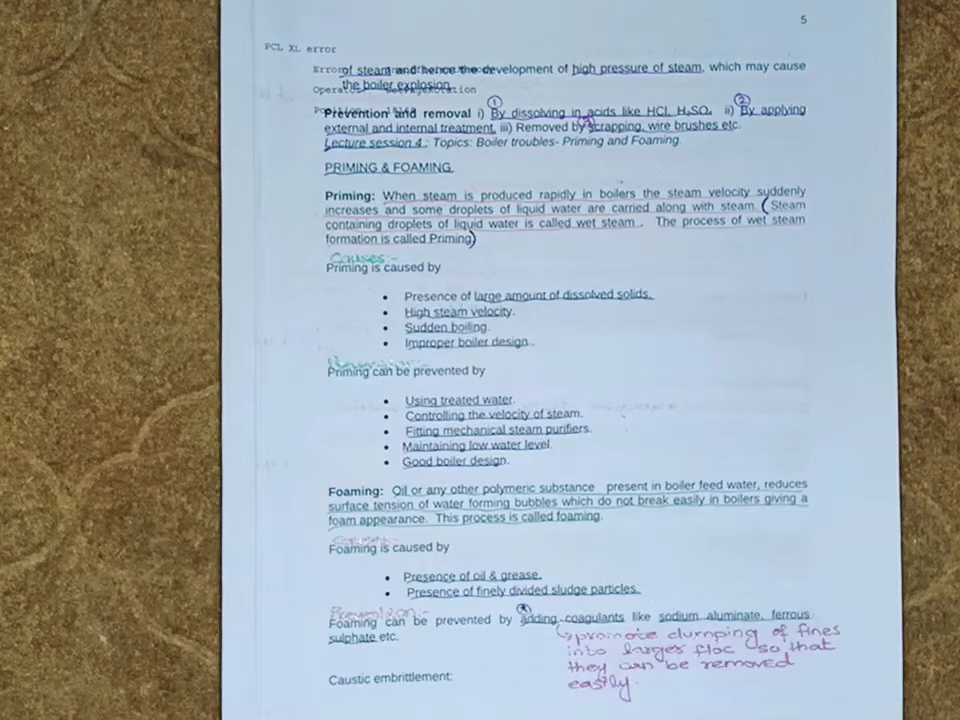 5
PCL XL error
of steam and hence the development of high pressure of steam, which may cause
the boiler explosion
Prevention and removal i) By dissolving in acids like HCl, H₂SO₄ ii) By applying
external and internal treatment, iii) Removed by scrapping, wire brushes etc.
Lecture session 4 : Topics: Boiler troubles- Priming and Foaming.
PRIMING & FOAMING
Priming: When steam is produced rapidly in boilers the steam velocity suddenly
increases and some droplets of liquid water are carried along with steam (Steam
containing droplets of liquid water is called wet steam . The process of wet steam
formation is called Priming)
Causes:-
Priming is caused by
• Presence of large amount of dissolved solids.
• High steam velocity.
• Sudden boiling.
• Improper boiler design .
Priming can be prevented by
• Using treated water.
• Controlling the velocity of steam.
• Fitting mechanical steam purifiers.
• Maintaining low water level.
• Good boiler design.
Foaming: Oil or any other polymeric substance present in boiler feed water, reduces
surface tension of water forming bubbles which do not break easily in boilers giving a
foam appearance. This process is called foaming.
Foaming is caused by
• Presence of oil & grease.
• Presence of finely divided sludge particles.
Prevention:-
Foaming can be prevented by adding coagulants like sodium aluminate, ferrous
sulphate etc.
→ promote clumping of fines
into larger floc so that
they can be removed
easily.
Caustic embrittlement: